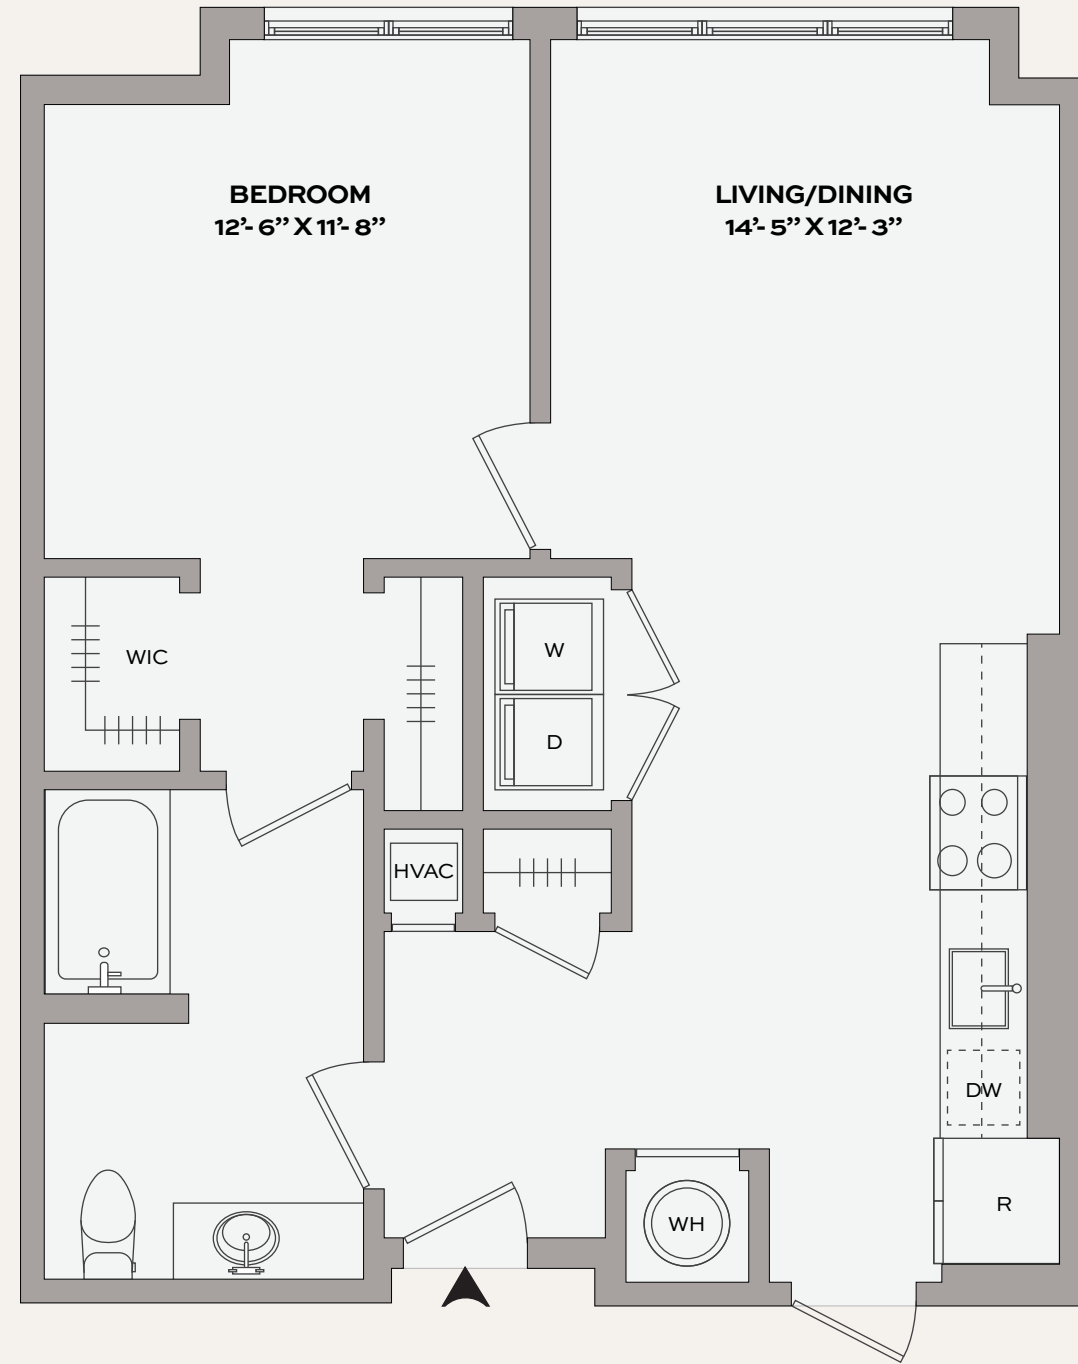 BEDROOM
12’- 6” X 11’- 8”
LIVING/DINING
14’- 5” X 12’- 3”
WIC
W
D
HVAC
DW
R
WH